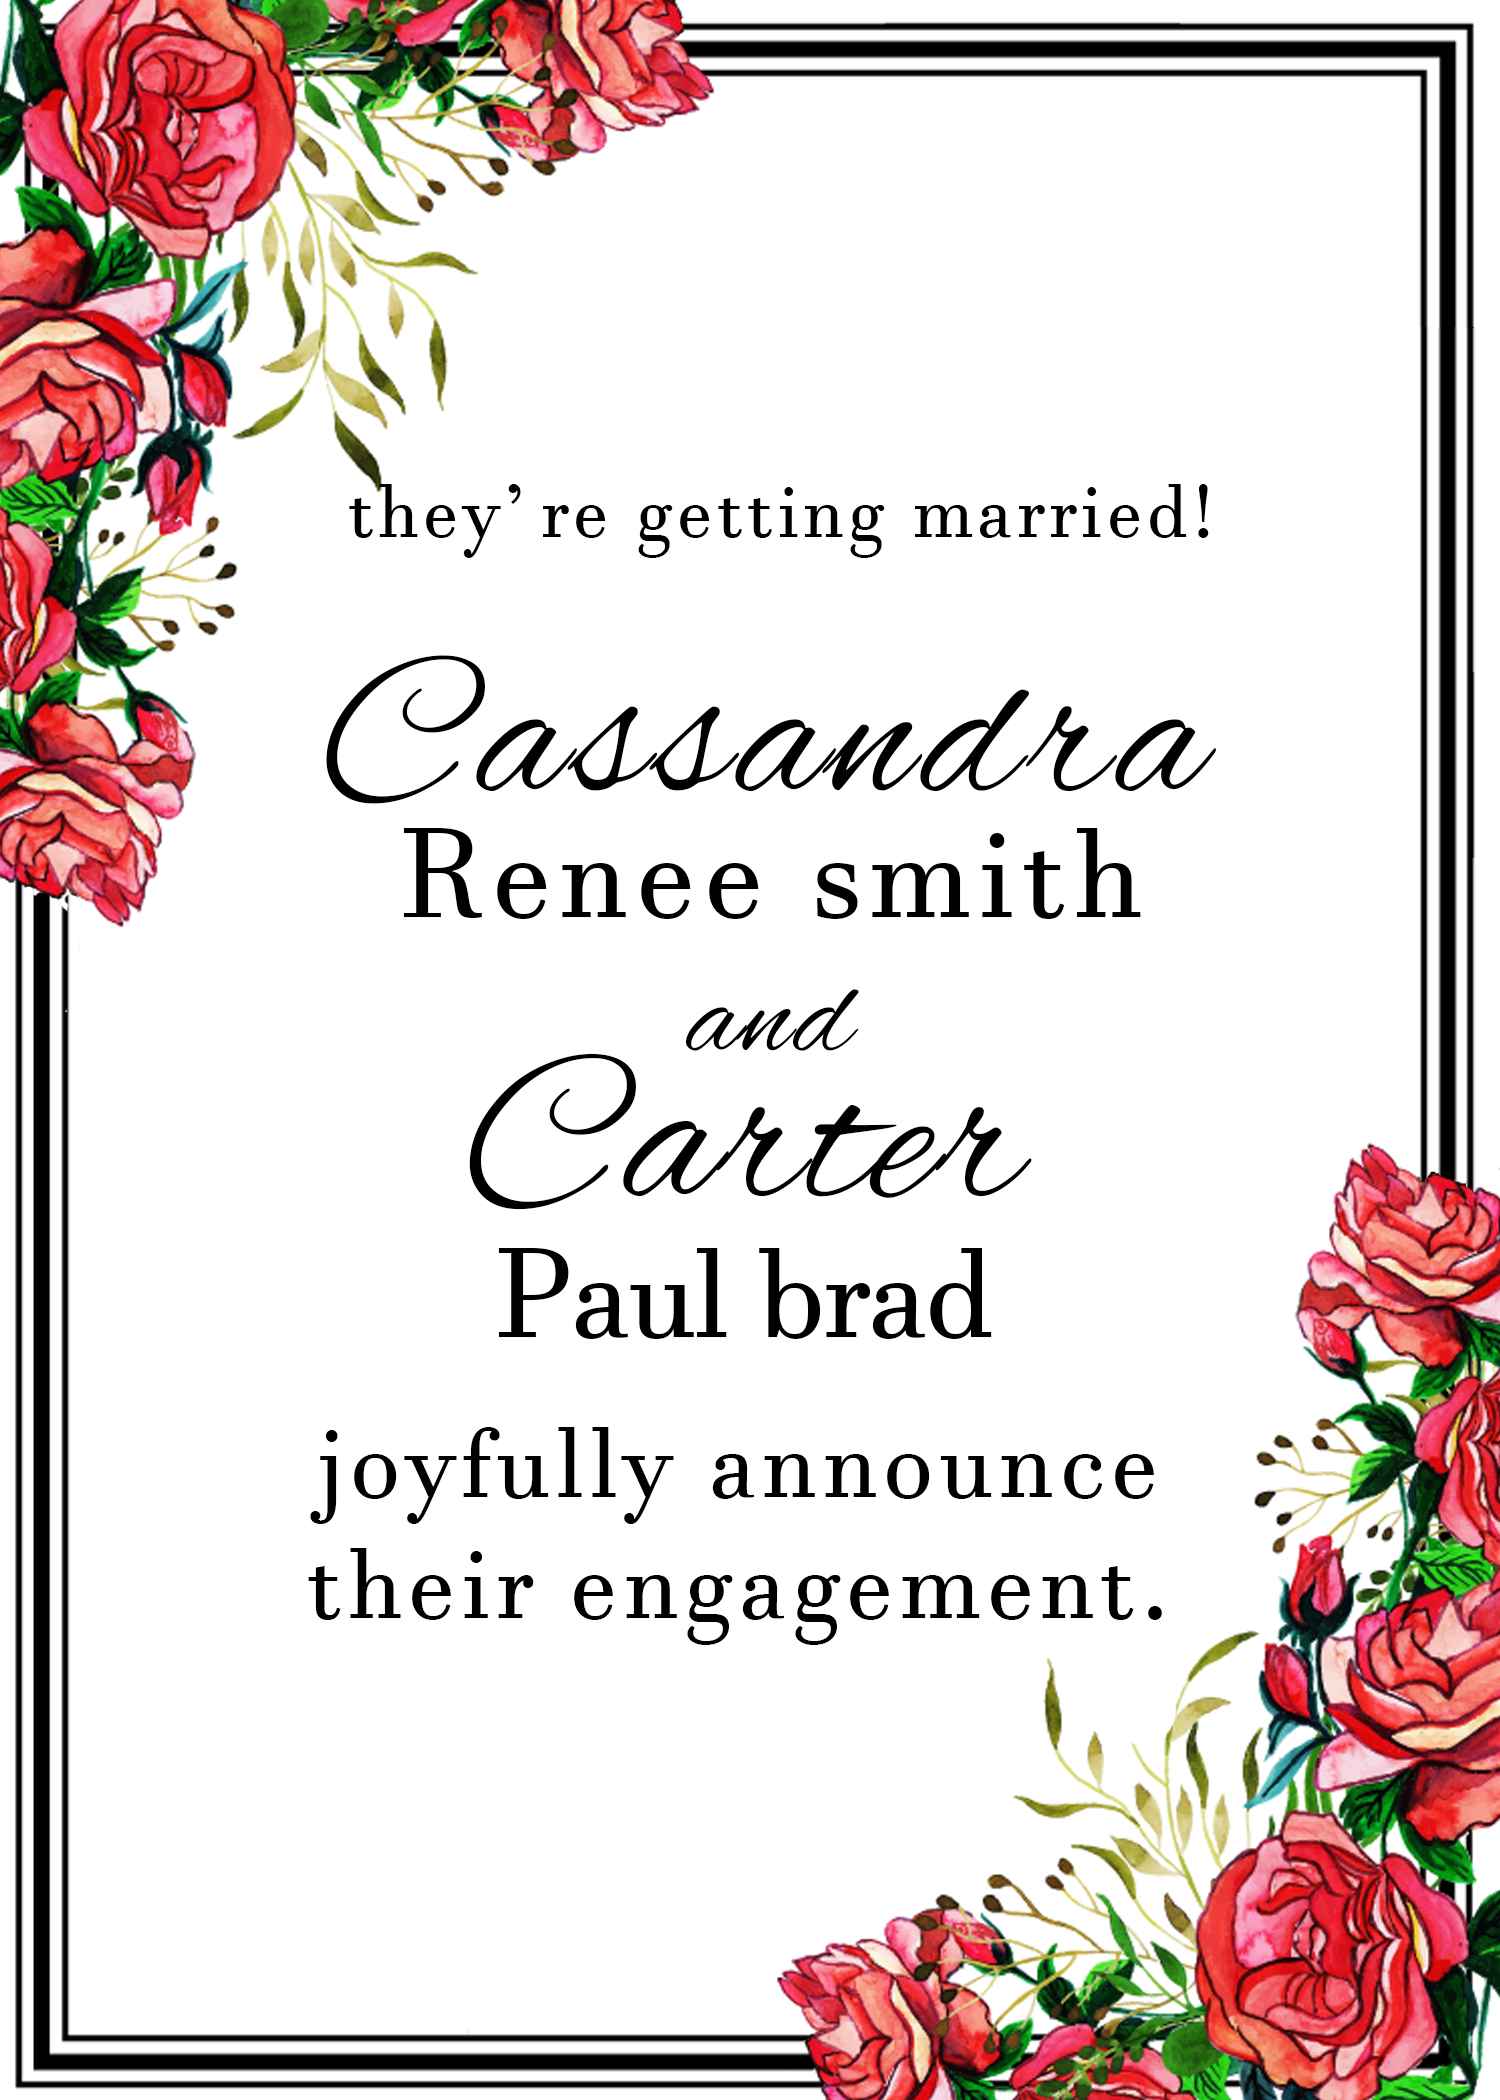 they're getting married!
Cassandra
Renee smith
and
Carter
Paul brad
joyfully announce
their engagement.